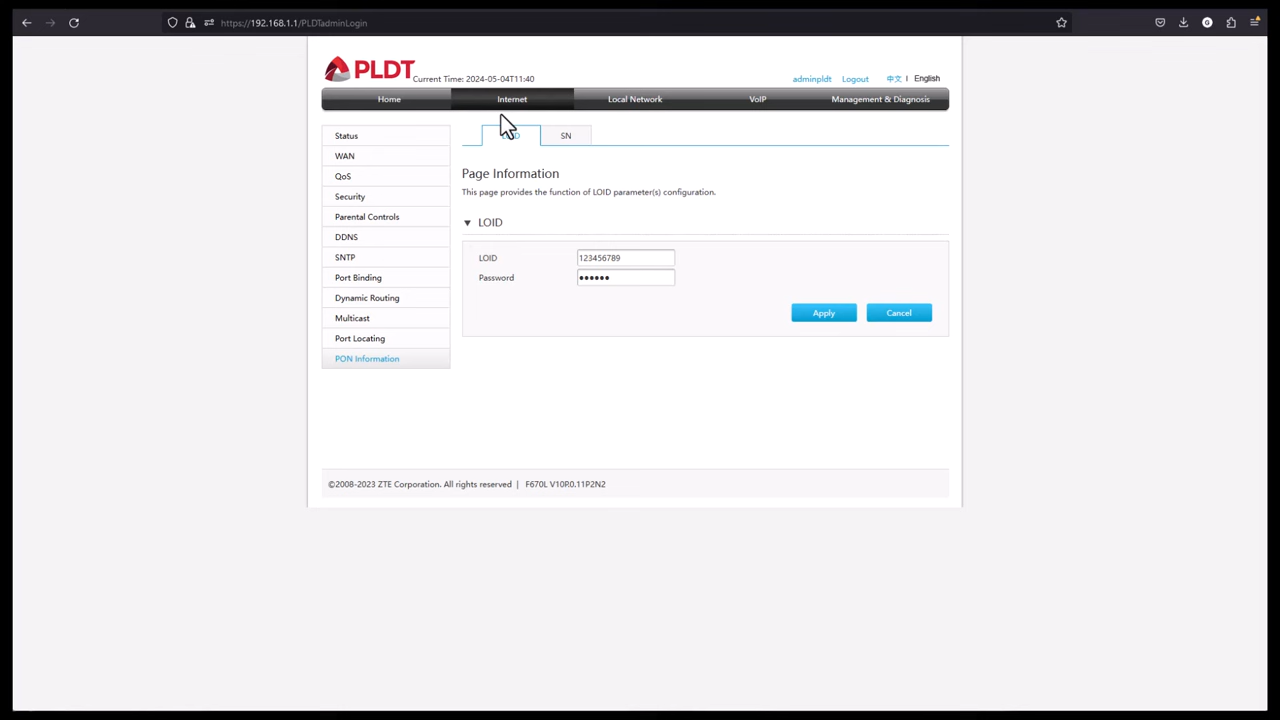 https://192.168.1.1/PLDTadminLogin
PLDT
Current Time: 2024-05-04T11:40
adminpldt Logout 中文 | English
Home Internet Local Network VoIP Management & Diagnosis
Status
WAN
QoS
Security
Parental Controls
DDNS
SNTP
Port Binding
Dynamic Routing
Multicast
Port Locating
PON Information
SN
Page Information
This page provides the function of LOID parameter(s) configuration.
LOID
LOID 123456789
Password ••••••
Apply Cancel
©2008-2023 ZTE Corporation. All rights reserved | F670L V10P.0.11P2N2